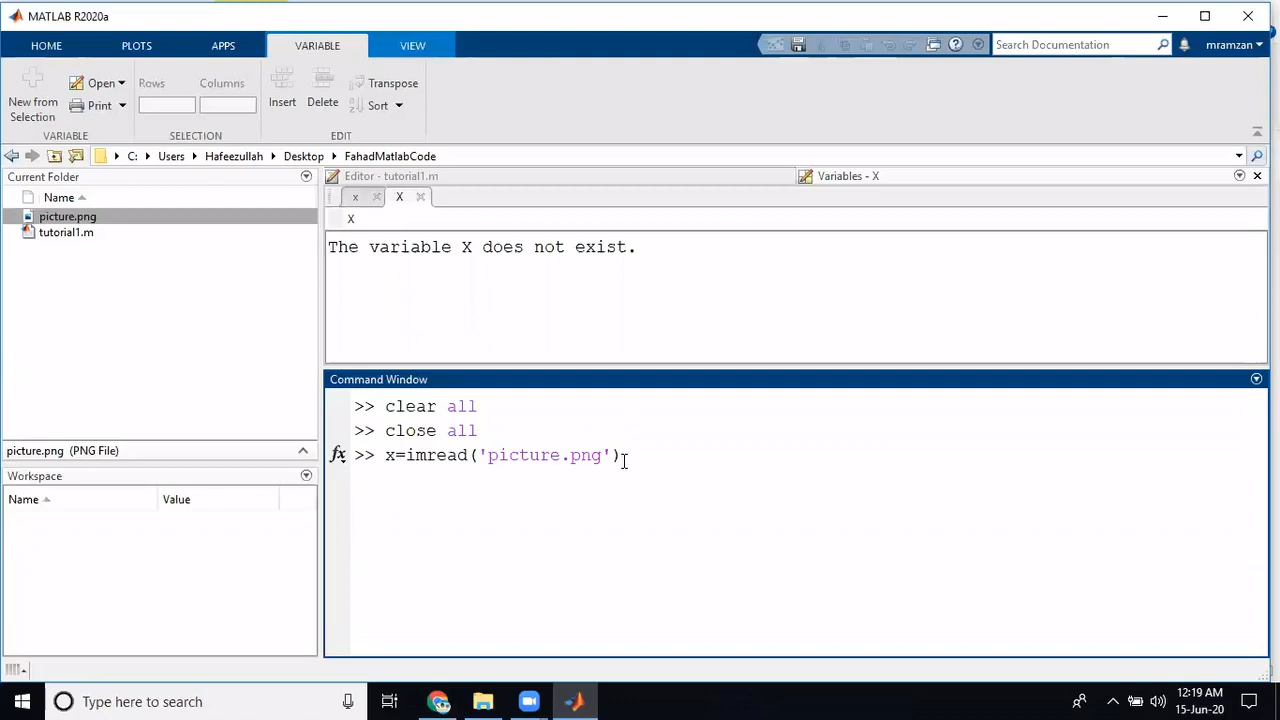 MATLAB R2020a
HOME PLOTS APPS VARIABLE VIEW Search Documentation mramzan
New from Selection Open Print Rows Columns Insert Delete Transpose Sort
VARIABLE SELECTION EDIT
C: Users Hafeezullah Desktop FahadMatlabCode
Current Folder
Name
picture.png
tutorial1.m
picture.png (PNG File)
Workspace
Name Value
Editor - tutorial1.m Variables - X
x X
X
The variable X does not exist.
Command Window
>> clear all
>> close all
fx >> x=imread('picture.png')
Type here to search
12:19 AM
15-Jun-20